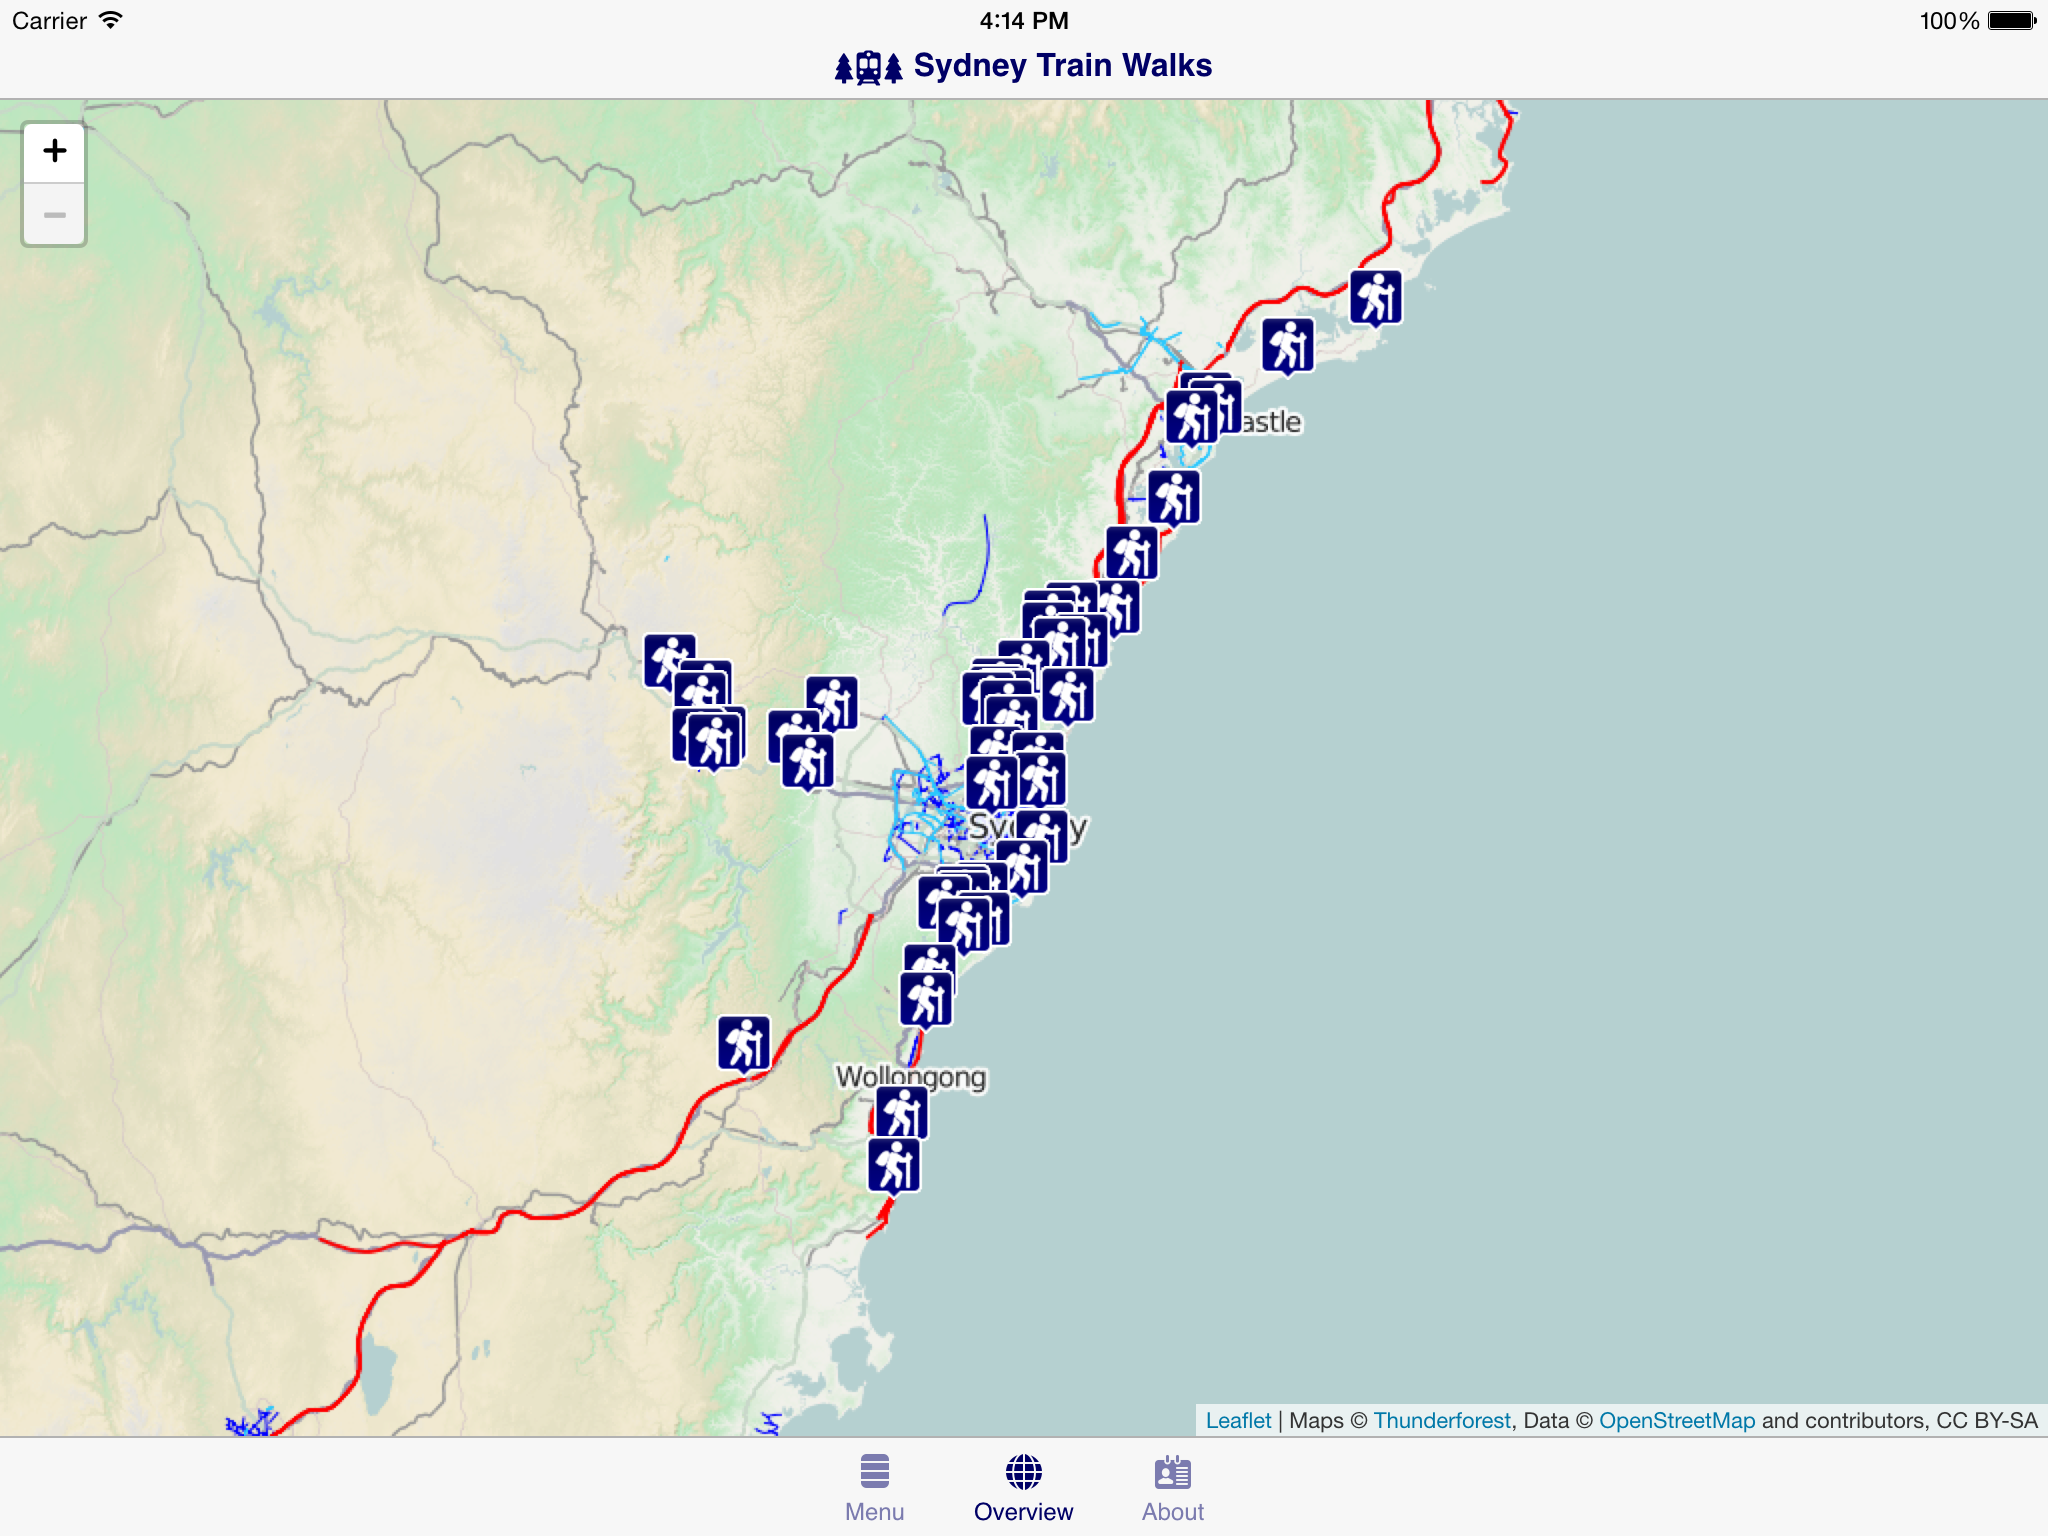 Carrier 4:14 PM 100%
Sydney Train Walks
+
−
astle
Sy y
Wollongong
Leaflet | Maps © Thunderforest, Data © OpenStreetMap and contributors, CC BY-SA
Menu Overview About